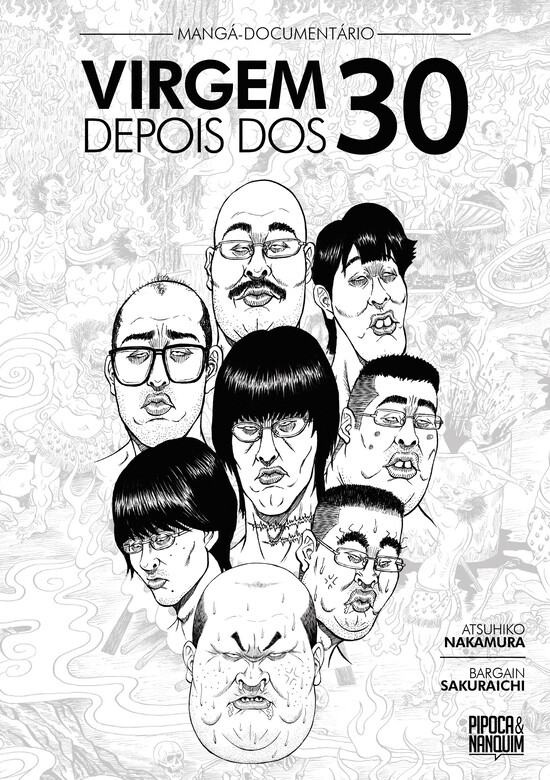 MANGÁ-DOCUMENTÁRIO
VIRGEM
DEPOIS DOS 30
ATSUHIKO
NAKAMURA
BARGAIN
SAKURAICHI
PIPOCA &
NANQUIM